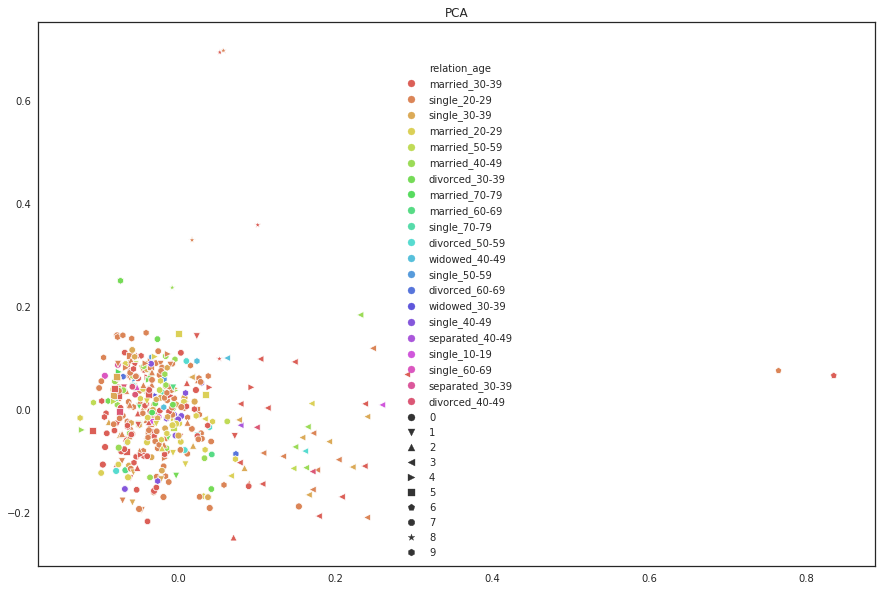 PCA
relation_age
married_30-39
single_20-29
single_30-39
married_20-29
married_50-59
married_40-49
divorced_30-39
married_70-79
married_60-69
single_70-79
divorced_50-59
widowed_40-49
single_50-59
divorced_60-69
widowed_30-39
single_40-49
separated_40-49
single_10-19
single_60-69
separated_30-39
divorced_40-49
0
1
2
3
4
5
6
7
8
9
0.6
0.4
0.2
0.0
−0.2
0.0
0.2
0.4
0.6
0.8